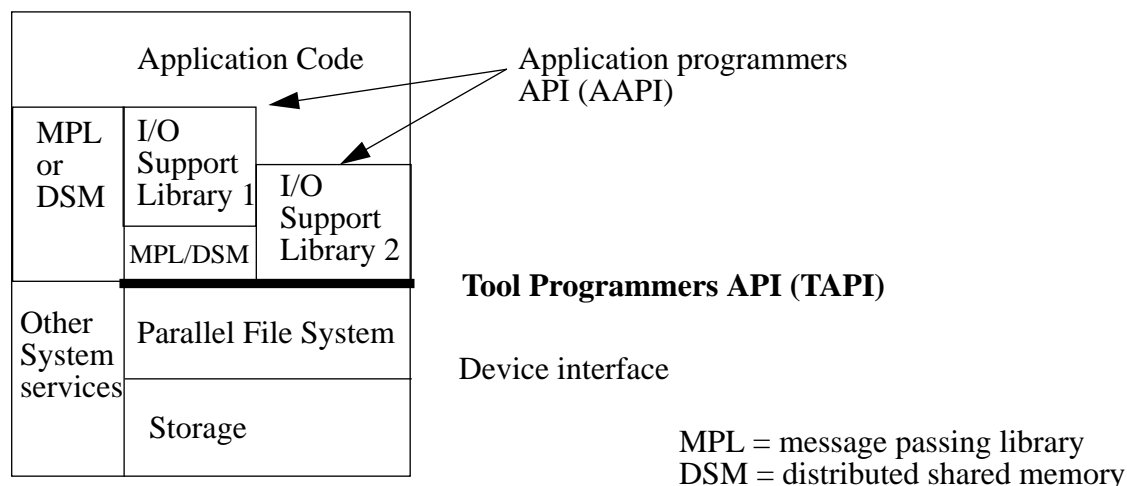 Application Code
Application programmers
API (AAPI)
MPL
or
DSM
I/O
Support
Library 1
I/O
Support
Library 2
MPL/DSM
Tool Programmers API (TAPI)
Other
System
services
Parallel File System
Device interface
Storage
MPL = message passing library
DSM = distributed shared memory